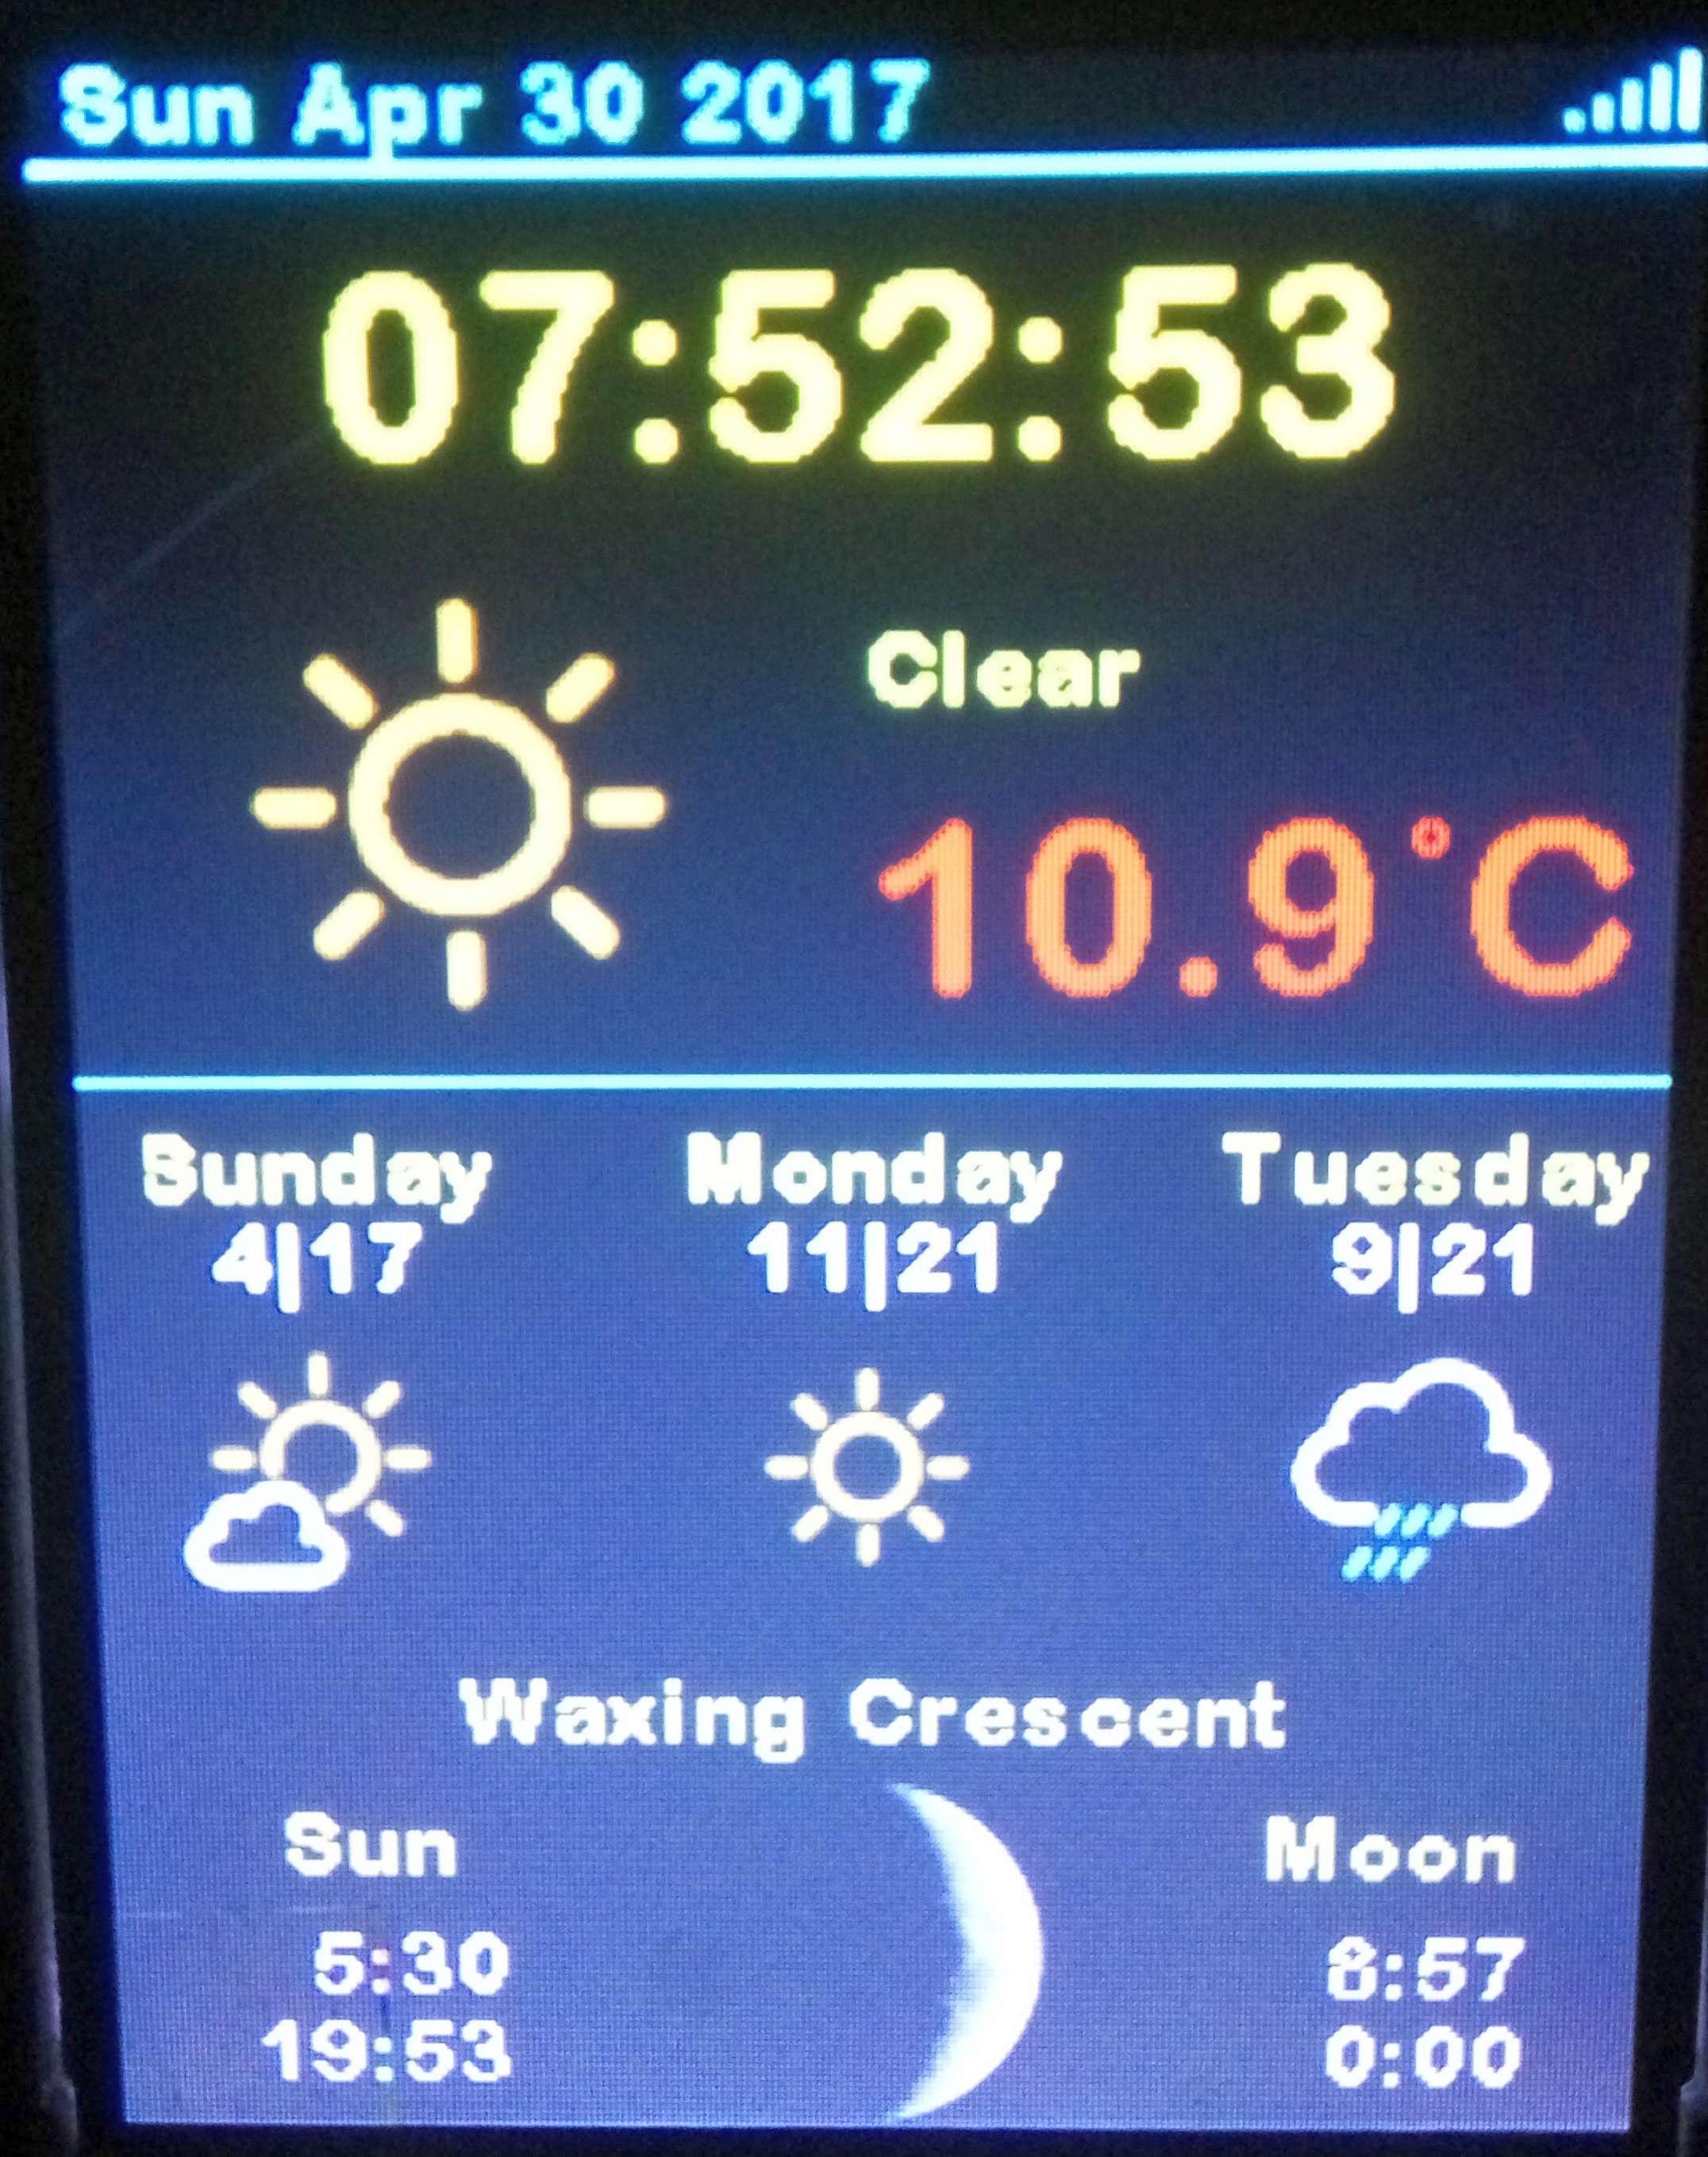 Sun Apr 30 2017
07:52:53
Clear
10.9°C
Sunday Monday Tuesday
4|17 11|21 9|21
Waxing Crescent
Sun Moon
5:30 8:57
19:53 0:00